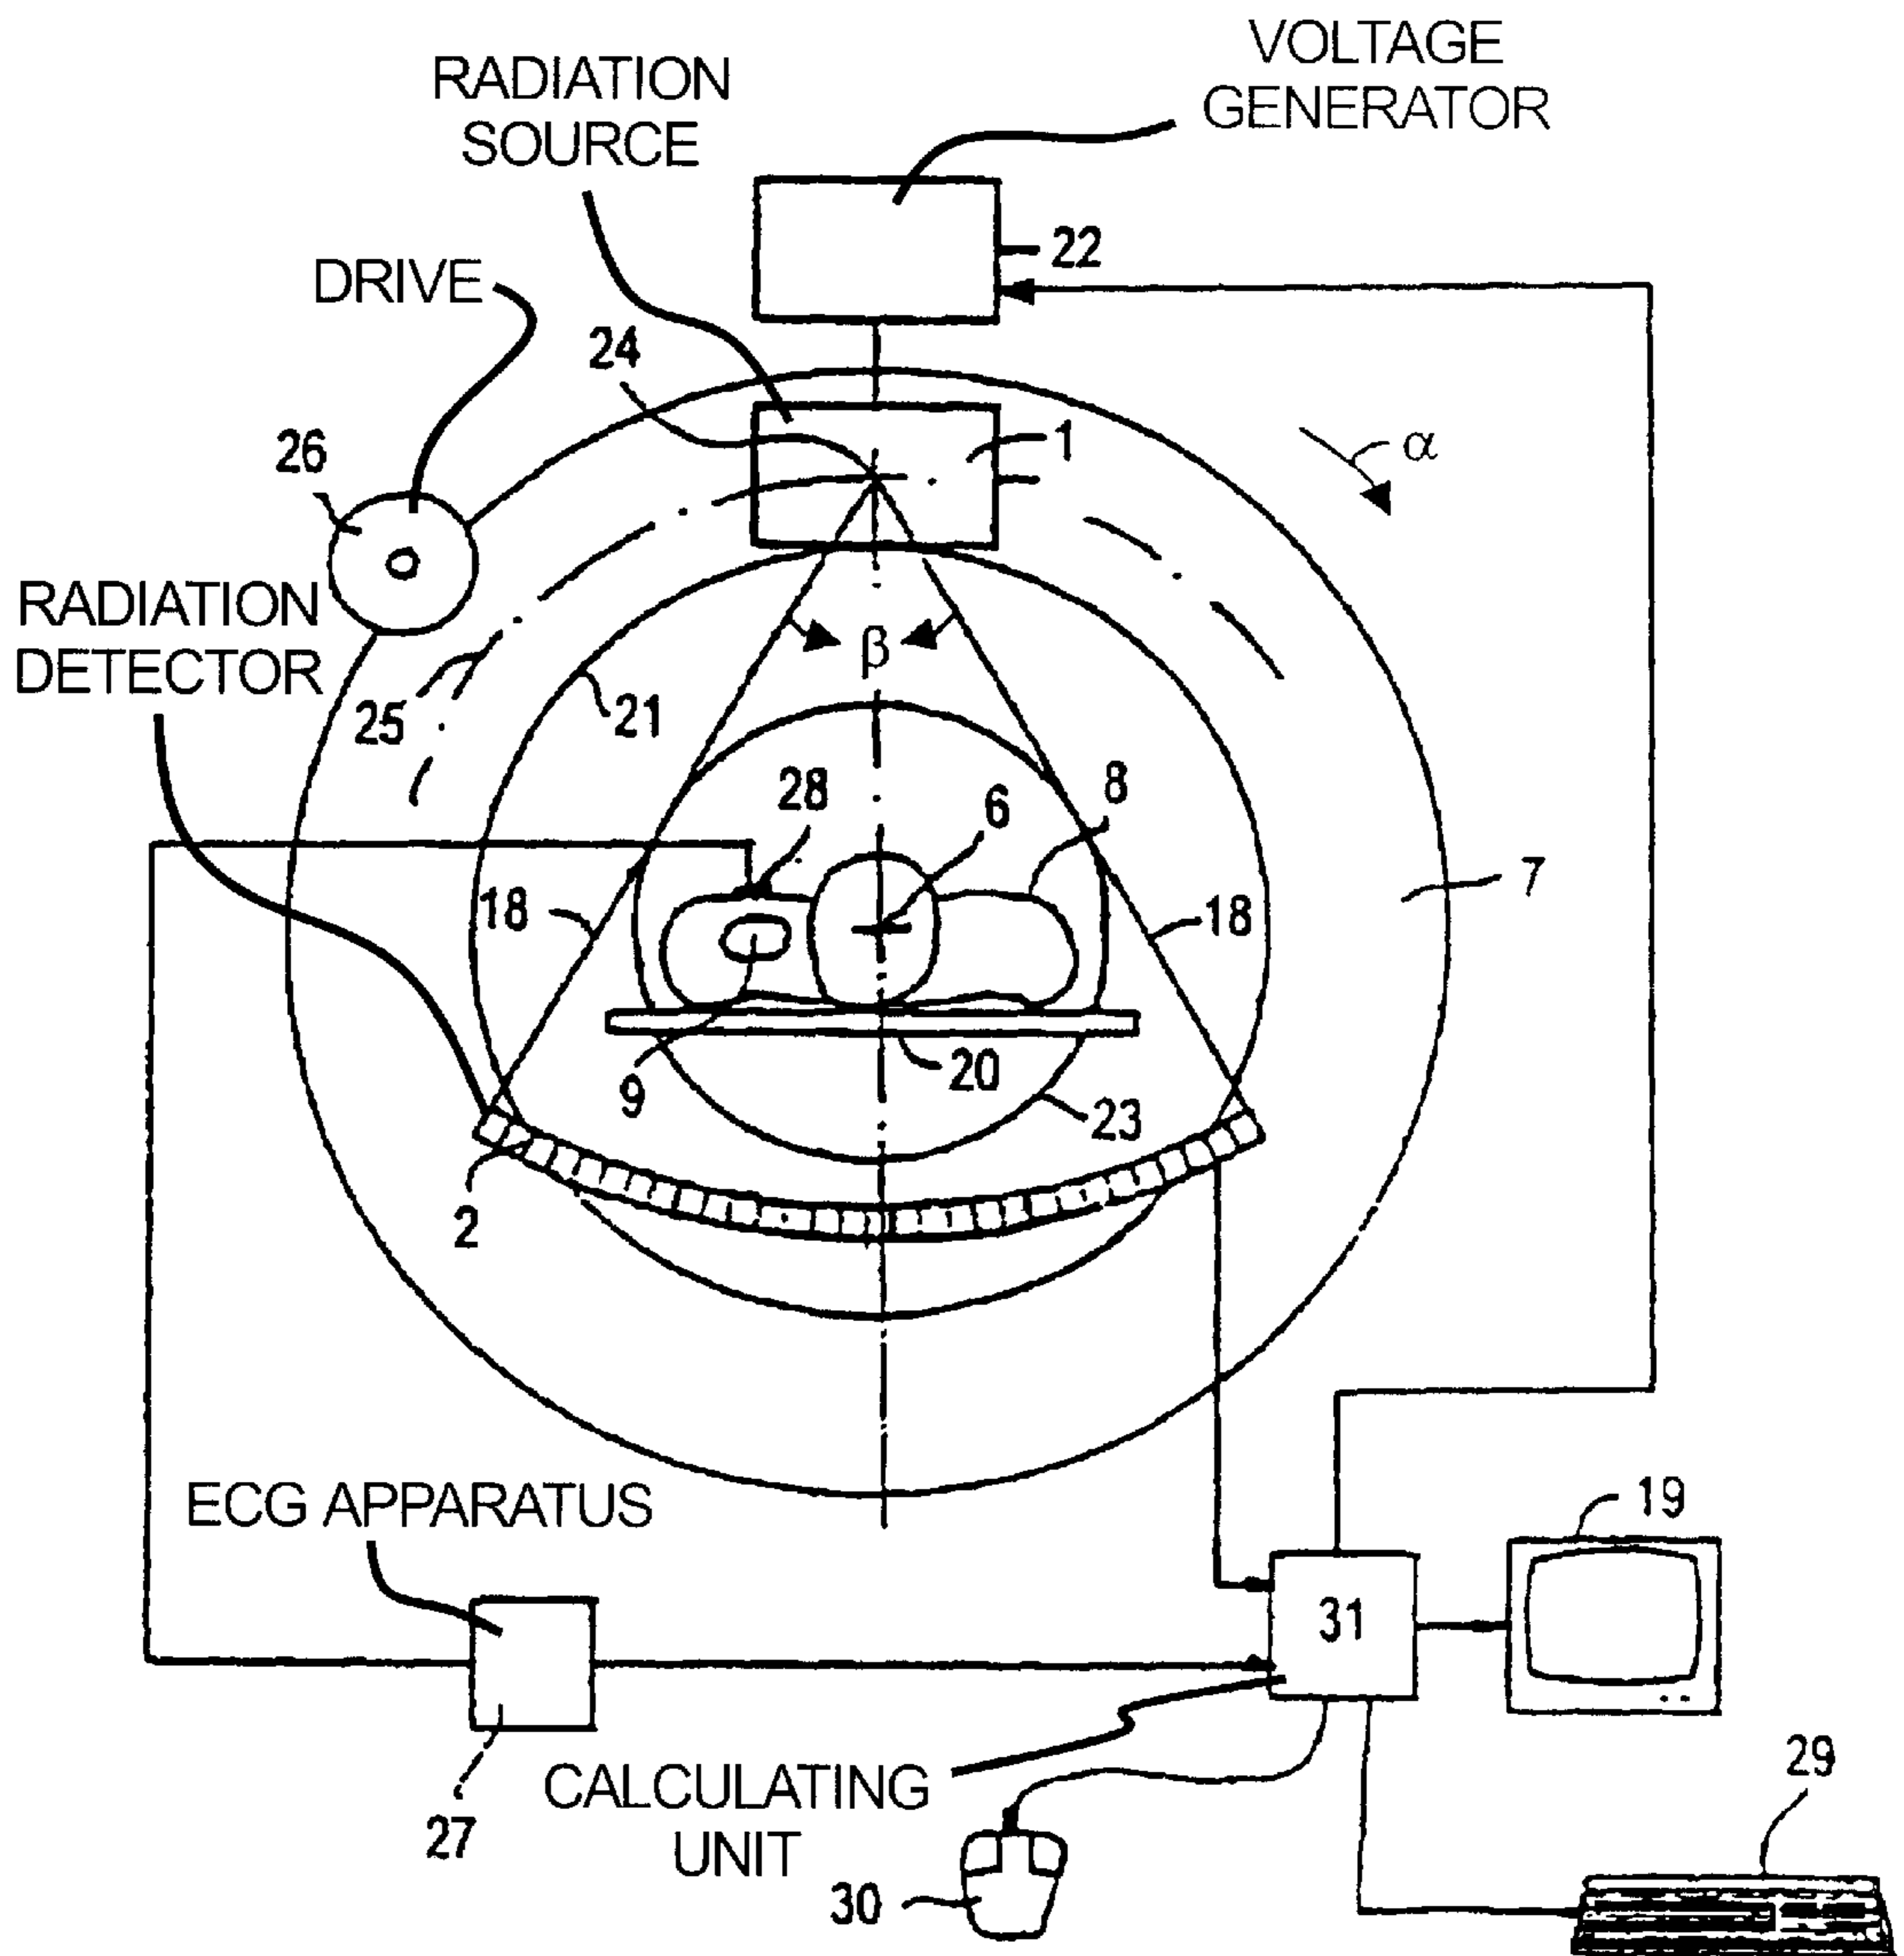 VOLTAGE
GENERATOR
RADIATION
SOURCE
22
DRIVE
24
1
α
26
RADIATION
DETECTOR
β
25
21
28
6
8
7
18
18
9
20
23
2
ECG APPARATUS
19
31
27
CALCULATING
UNIT
29
30